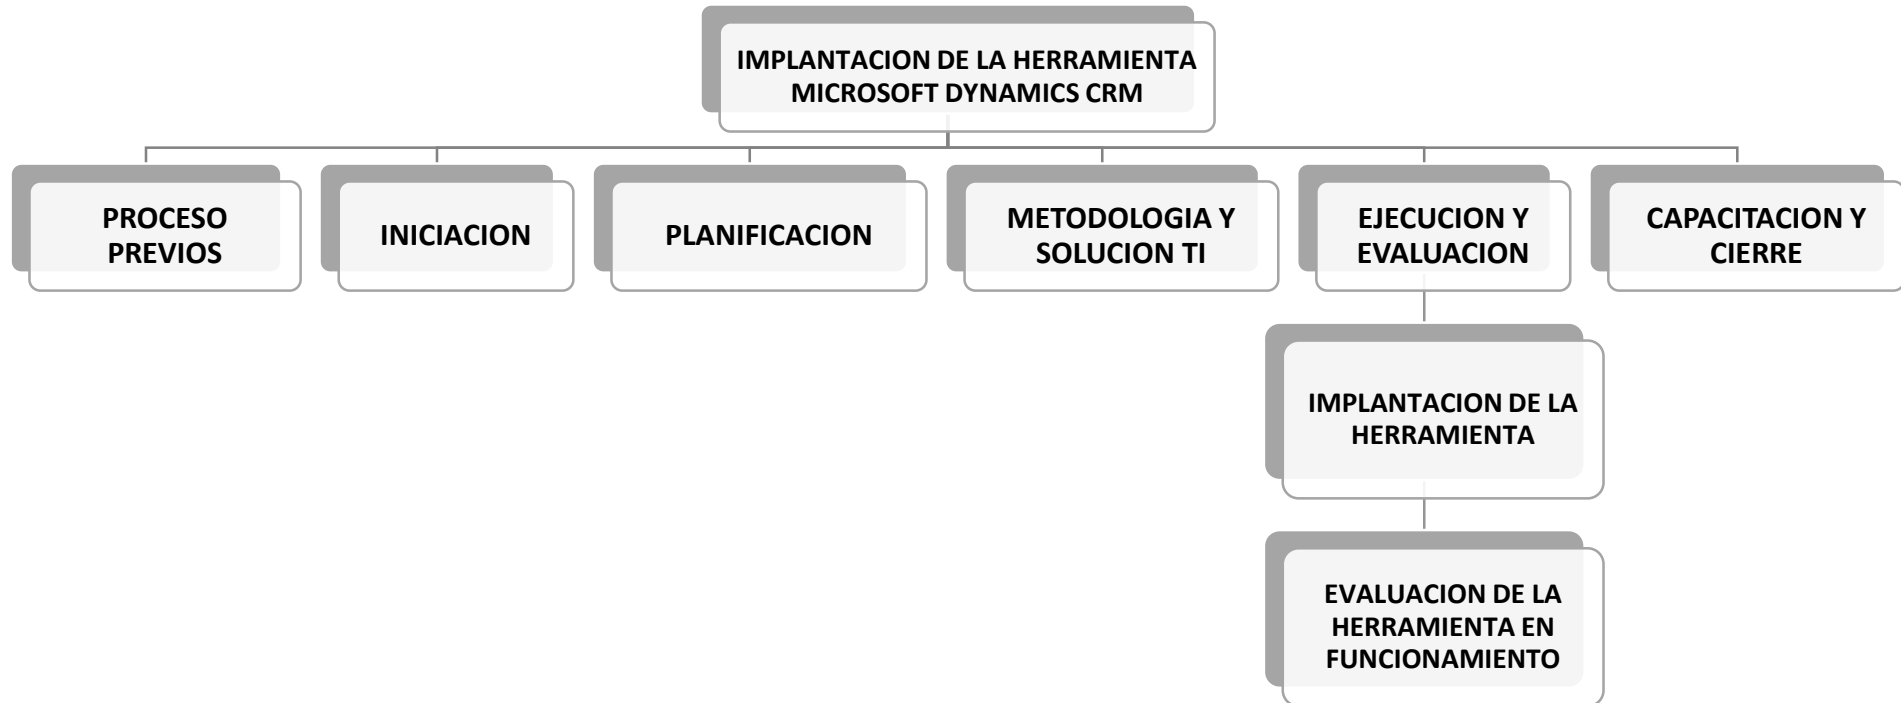 IMPLANTACION DE LA HERRAMIENTA
MICROSOFT DYNAMICS CRM
PROCESO
PREVIOS
INICIACION
PLANIFICACION
METODOLOGIA Y
SOLUCION TI
EJECUCION Y
EVALUACION
CAPACITACION Y
CIERRE
IMPLANTACION DE LA
HERRAMIENTA
EVALUACION DE LA
HERRAMIENTA EN
FUNCIONAMIENTO